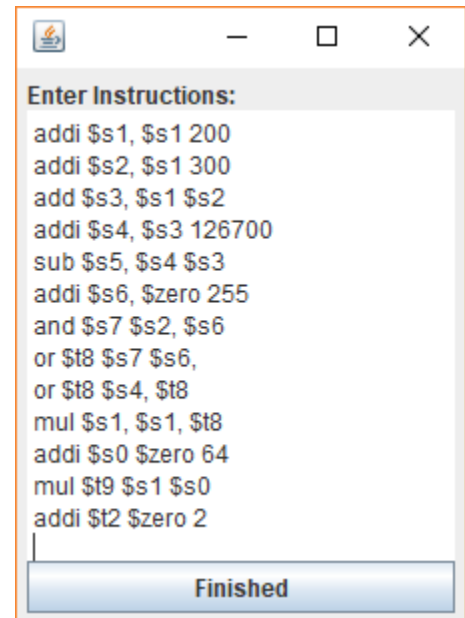 Enter Instructions:
addi $s1, $s1 200
addi $s2, $s1 300
add $s3, $s1 $s2
addi $s4, $s3 126700
sub $s5, $s4 $s3
addi $s6, $zero 255
and $s7 $s2, $s6
or $t8 $s7 $s6,
or $t8 $s4, $t8
mul $s1, $s1, $t8
addi $s0 $zero 64
mul $t9 $s1 $s0
addi $t2 $zero 2
Finished